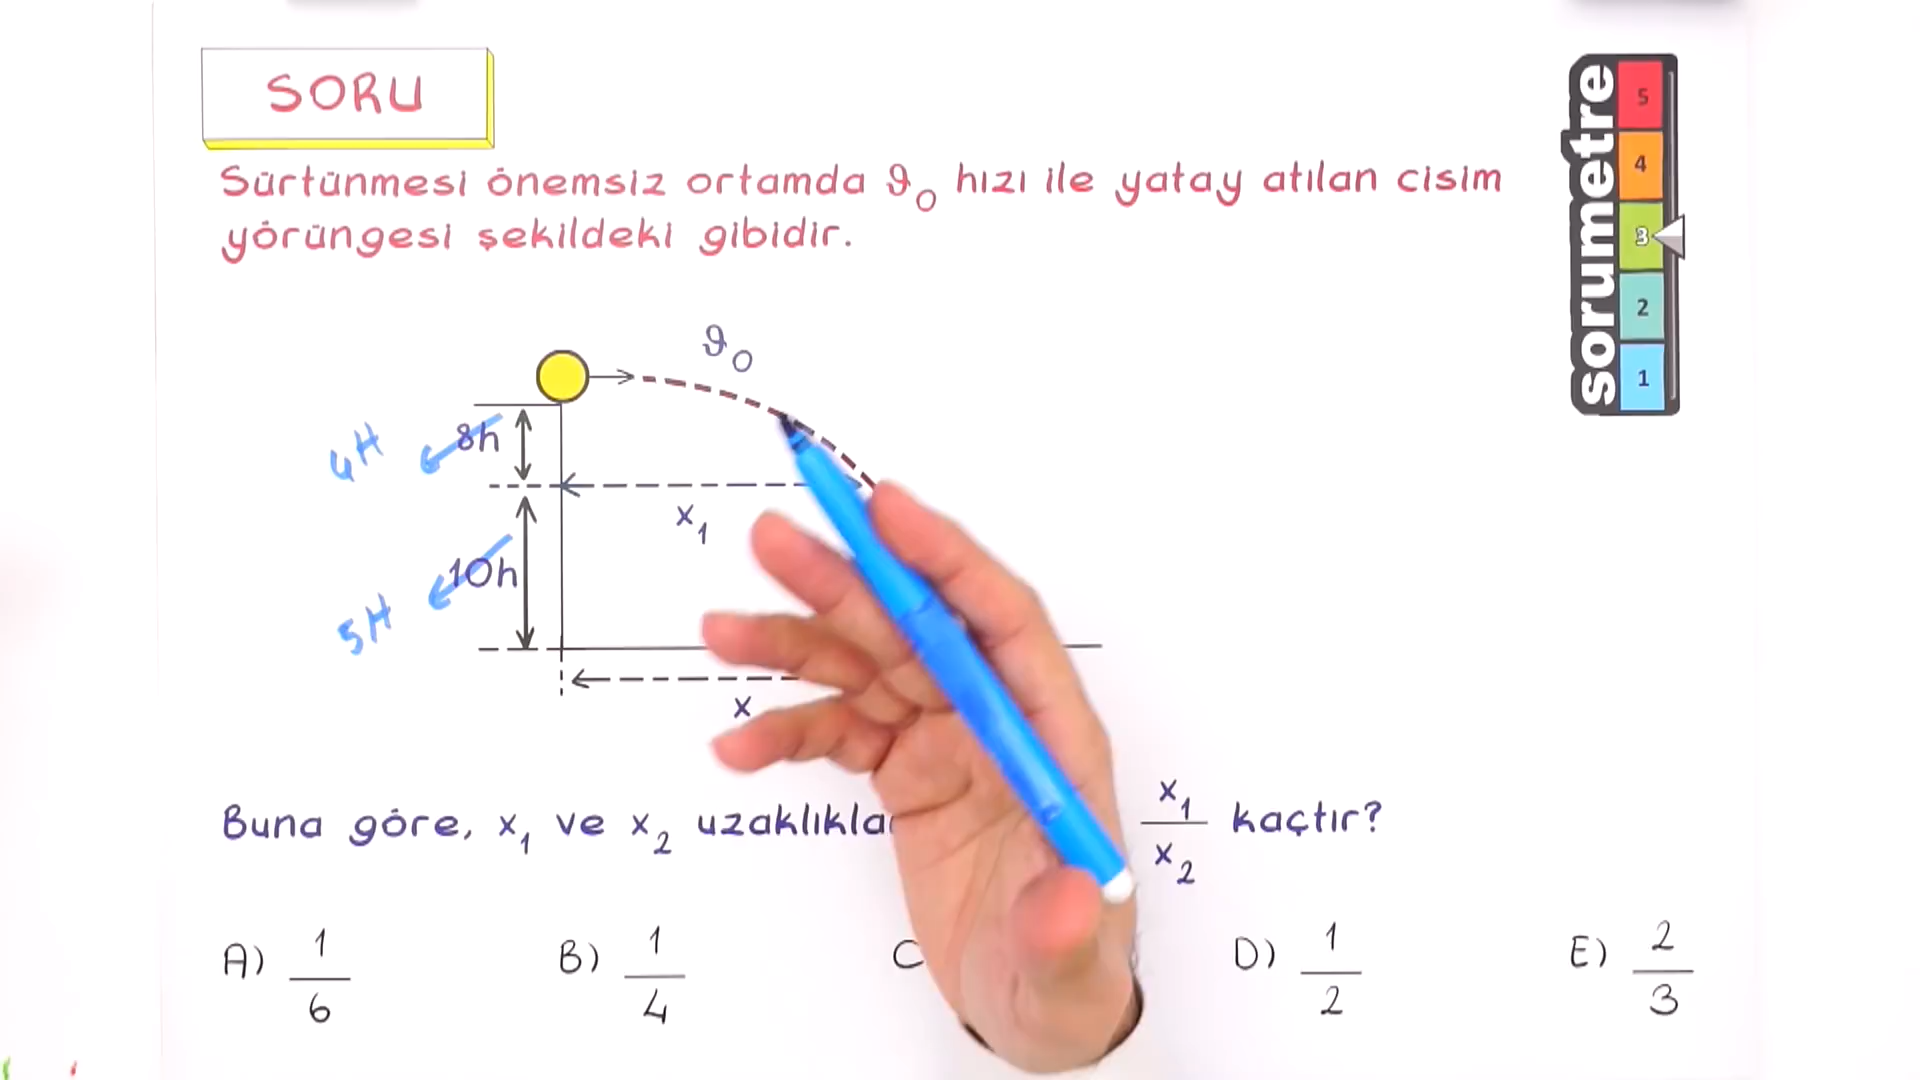 SORU
Sürtünmesi önemsiz ortamda ϑ₀ hızı ile yatay atılan cisim
yörüngesi şekildeki gibidir.
sorumetre
5
4
3
2
1
ϑ₀
4H
8h
x₁
10h
5H
x
Buna göre, x₁ ve x₂ x₁/x₂ kaçtır?
A) 1/6 B) 1/4 C D) 1/2 E) 2/3